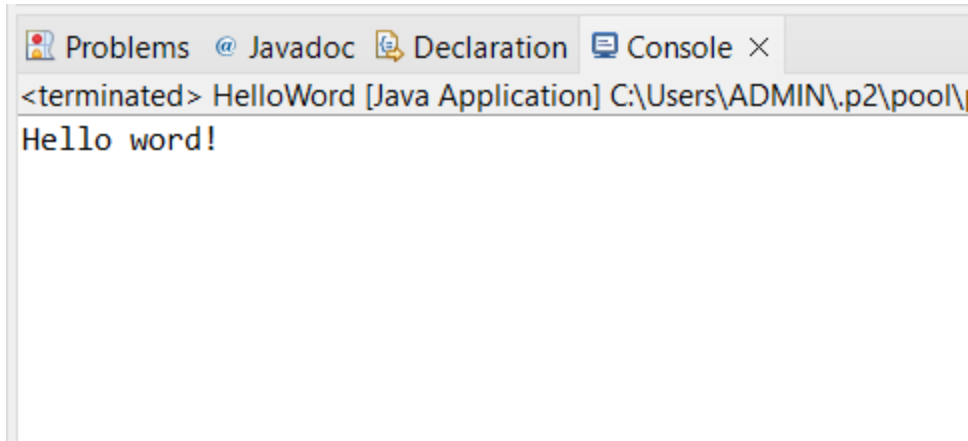 Problems @ Javadoc Declaration Console
<terminated> HelloWord [Java Application] C:\Users\ADMIN\.p2\pool\
Hello word!